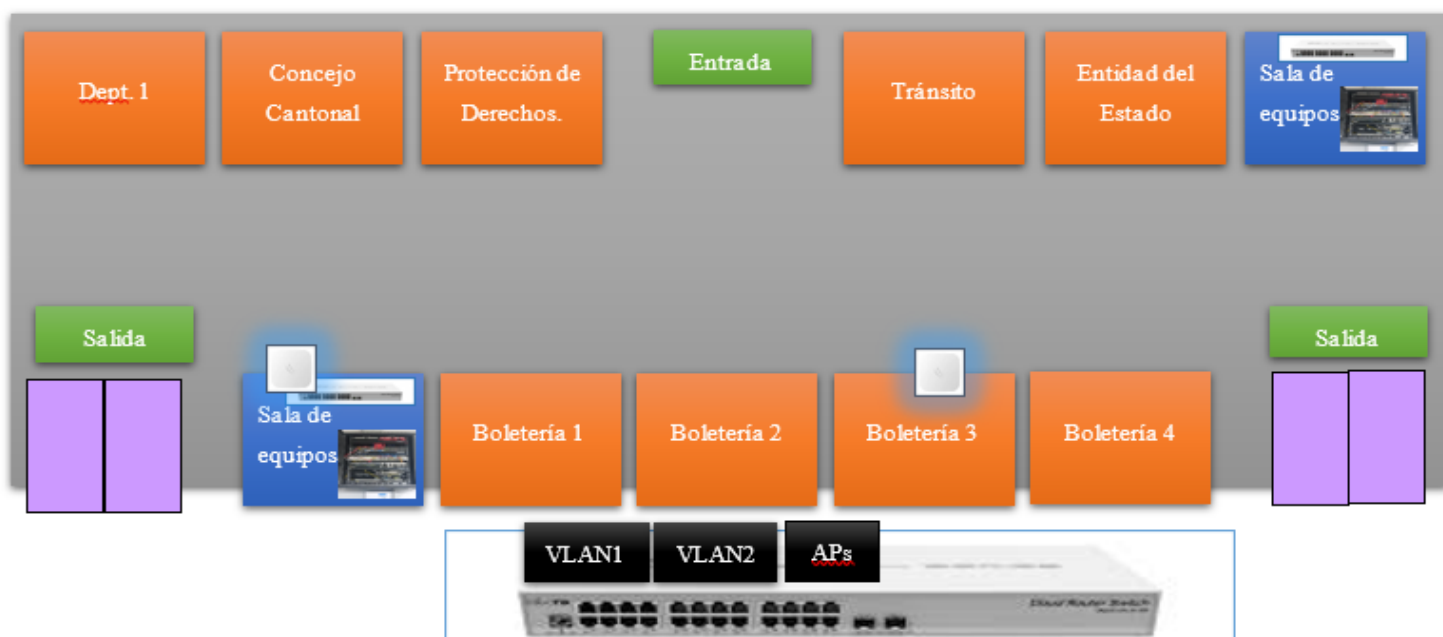 Dept. 1
Concejo
Cantonal
Protección de
Derechos.
Entrada
Tránsito
Entidad del
Estado
Sala de
equipos
Salida
Salida
Sala de
equipos
Boletería 1
Boletería 2
Boletería 3
Boletería 4
VLAN1
VLAN2
APs
Cloud Router Switch